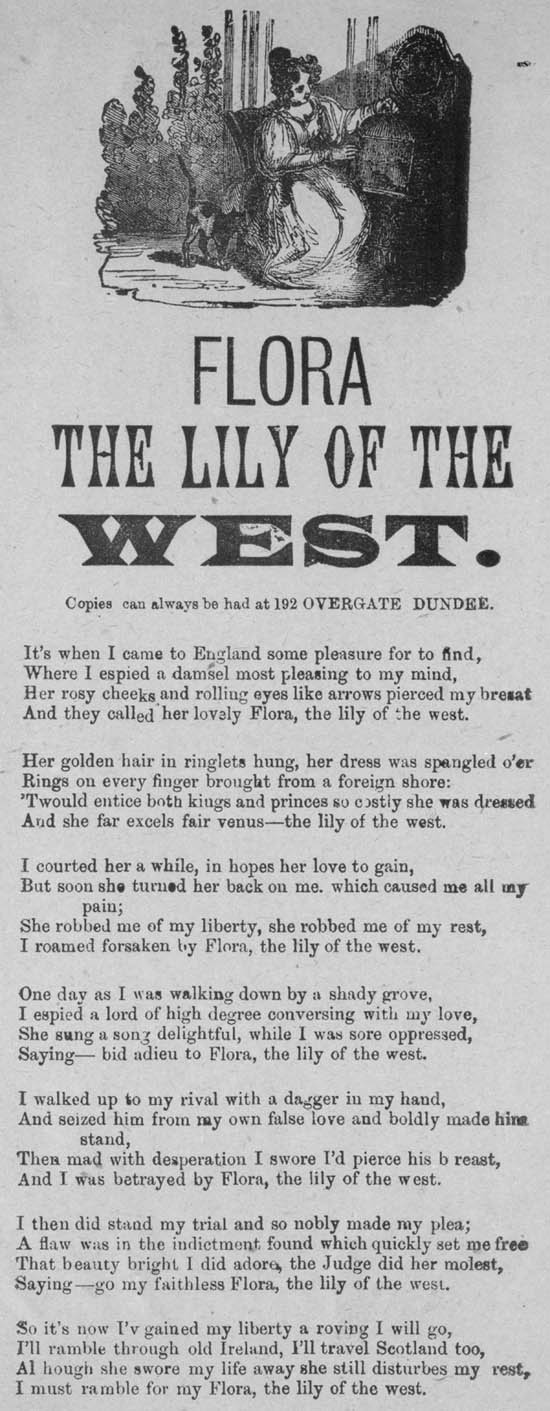 FLORA
THE LILY OF THE
WEST.
Copies can always be had at 192 OVERGATE DUNDEE.
It's when I came to England some pleasure for to find,
Where I espied a damsel most pleasing to my mind,
Her rosy cheeks and rolling eyes like arrows pierced my breast
And they called her lovely Flora, the lily of the west.
Her golden hair in ringlets hung, her dress was spangled o'er
Rings on every finger brought from a foreign shore:
'Twould entice both kings and princes so costly she was dressed
And she far excels fair venus—the lily of the west.
I courted her a while, in hopes her love to gain,
But soon she turned her back on me. which caused me all my
pain;
She robbed me of my liberty, she robbed me of my rest,
I roamed forsaken by Flora, the lily of the west.
One day as I was walking down by a shady grove,
I espied a lord of high degree conversing with my love,
She sung a song delightful, while I was sore oppressed,
Saying— bid adieu to Flora, the lily of the west.
I walked up to my rival with a dagger in my hand,
And seized him from my own false love and boldly made him
stand,
Then mad with desperation I swore I'd pierce his b reast,
And I was betrayed by Flora, the lily of the west.
I then did stand my trial and so nobly made my plea;
A flaw was in the indictment found which quickly set me free
That beauty bright I did adore, the Judge did her molest,
Saying—go my faithless Flora, the lily of the west.
So it's now I'v gained my liberty a roving I will go,
I'll ramble through old Ireland, I'll travel Scotland too,
Al hough she swore my life away she still disturbes my rest,
I must ramble for my Flora, the lily of the west.